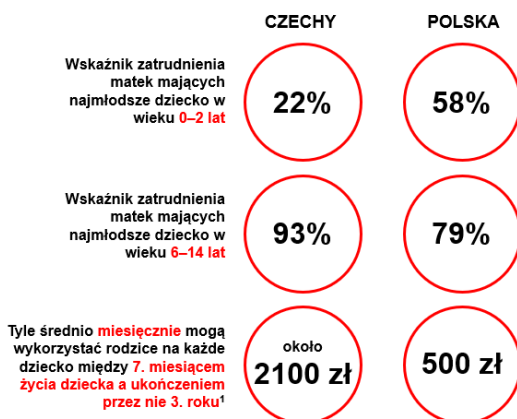 CZECHY POLSKA
Wskaźnik zatrudnienia
matek mających
najmłodsze dziecko w
wieku 0–2 lat
22% 58%
Wskaźnik zatrudnienia
matek mających
najmłodsze dziecko w
wieku 6–14 lat
93% 79%
Tyle średnio miesięcznie mogą
wykorzystać rodzice na każde
dziecko między 7. miesiącem
życia dziecka a ukończeniem
przez nie 3. roku¹
około
2100 zł 500 zł